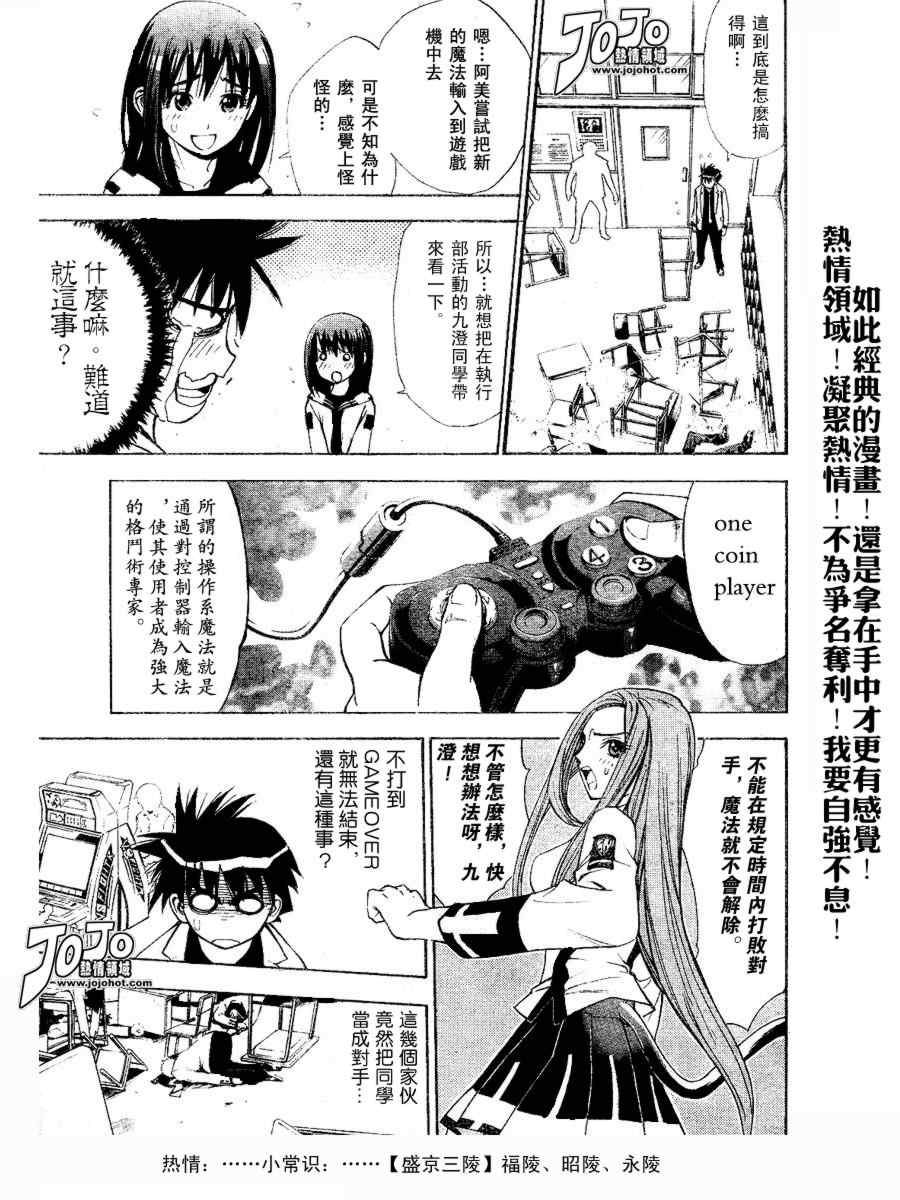 這到底是怎麼搞
得啊…
JOJO
熱情領域
www.jojohot.com
嗯…阿美嘗試把新
的魔法輸入到遊戲
機中去
可是不知為什
麼，感覺上怪
怪的…
所以…就想把在執行
部活動的九澄同學帶
來看一下。
什麼嘛。難道
就這事？
one
coin
player
所謂的操作系魔法就是
通過對控制器輸入魔法
，使其使用者成為強大
的格鬥術專家。
不能在規定時間內打敗對
手，魔法就不會解除。
不管怎麼樣，快
想想辦法呀，九
澄！
不打到
GAMEOVER
就無法結束，
還有這種事？
JOJO
熱情領域
www.jojohot.com
這幾個家伙
竟然把同學
當成對手…
如此經典的漫畫！還是拿在手中才更有感覺！
熱情領域！凝聚熱情！不為爭名奪利！我要自強不息！
热情：……小常识：……【盛京三陵】福陵、昭陵、永陵